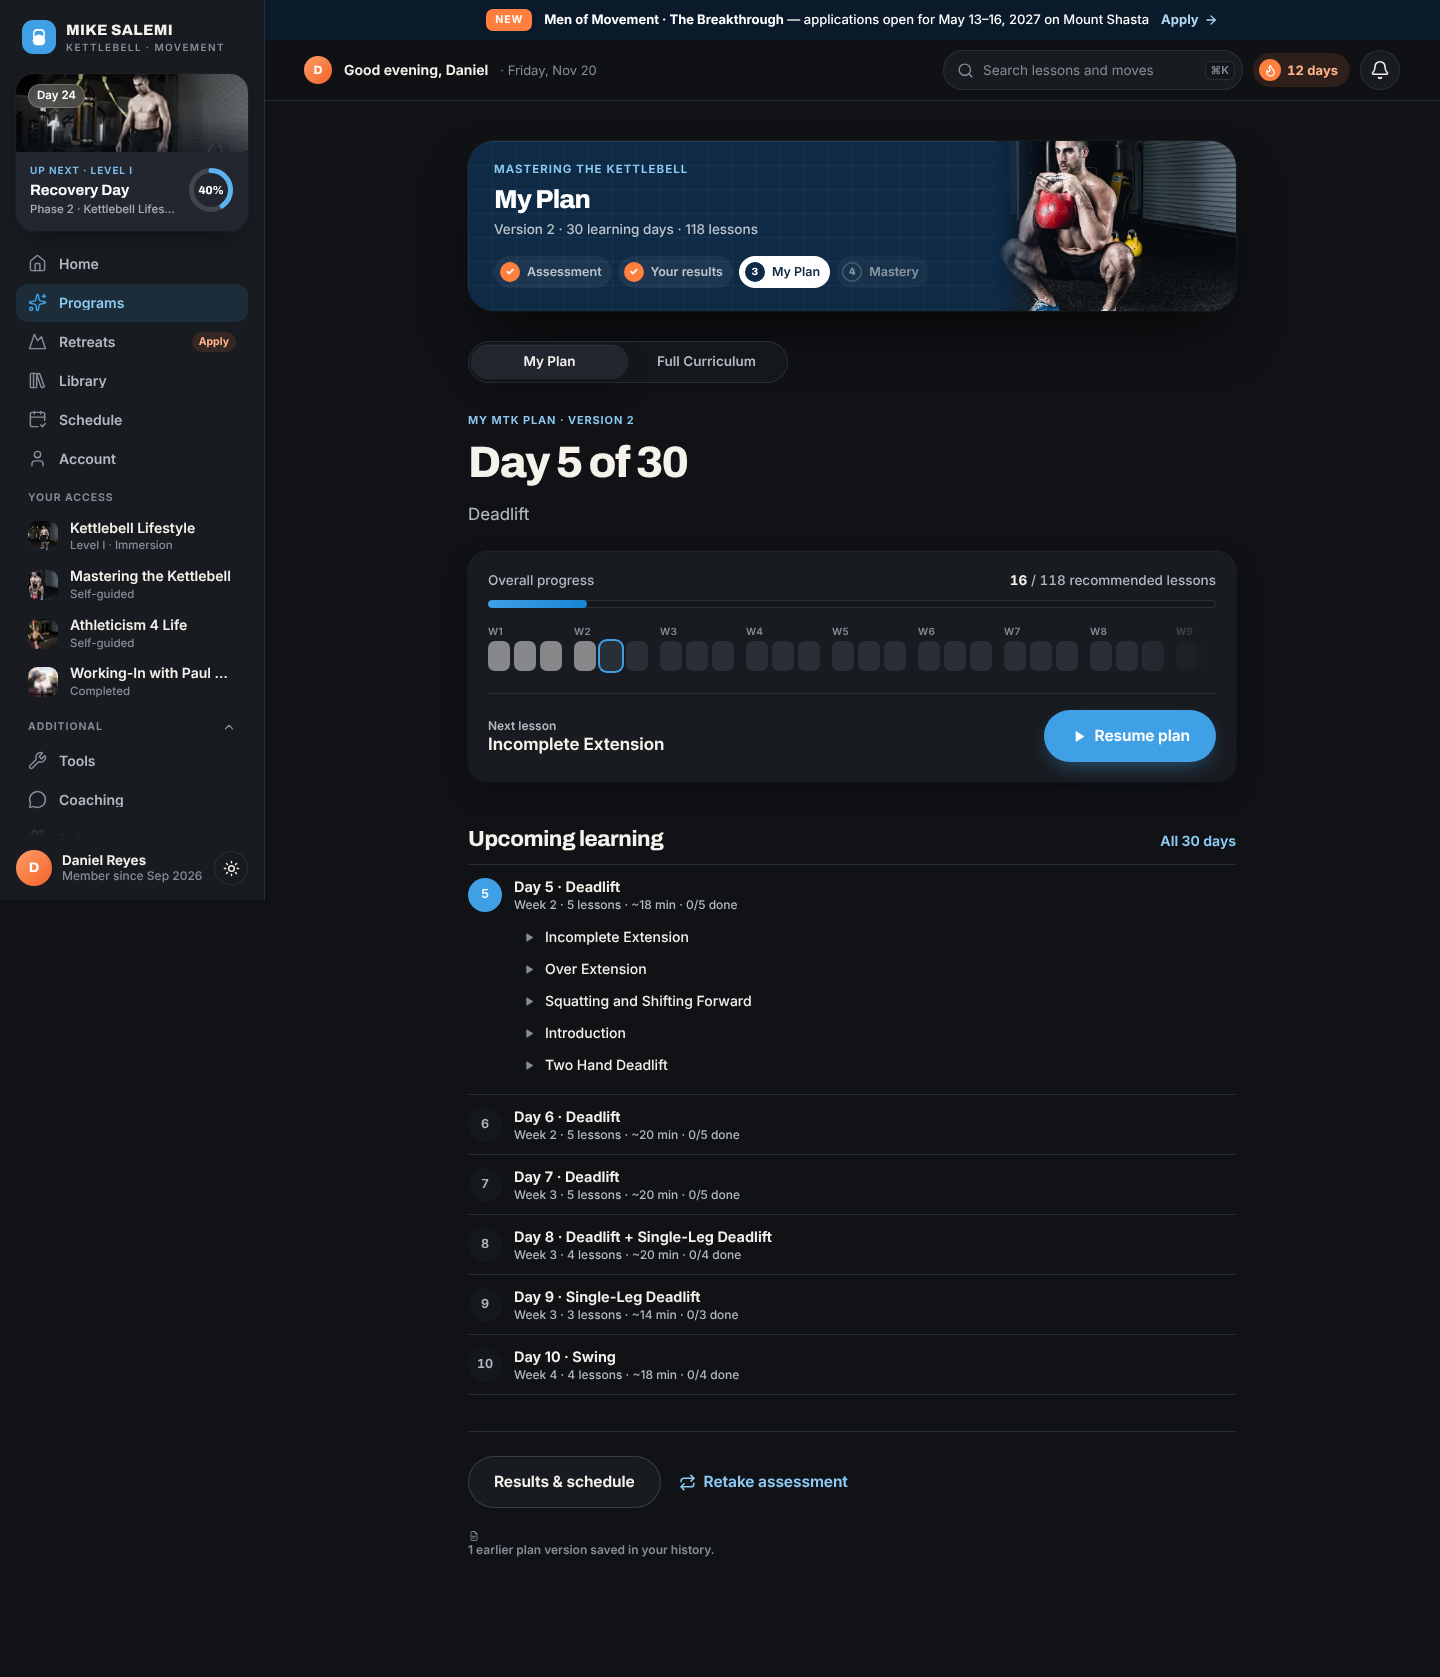 MIKE SALEMI
KETTLEBELL · MOVEMENT
Day 24
UP NEXT · LEVEL I
Recovery Day
Phase 2 · Kettlebell Lifes...
40%
Home
Programs
Retreats
Apply
Library
Schedule
Account
YOUR ACCESS
Kettlebell Lifestyle
Level I · Immersion
Mastering the Kettlebell
Self-guided
Athleticism 4 Life
Self-guided
Working-In with Paul ...
Completed
ADDITIONAL
Tools
Coaching
D
Daniel Reyes
Member since Sep 2026
NEW Men of Movement · The Breakthrough — applications open for May 13–16, 2027 on Mount Shasta Apply →
D Good evening, Daniel · Friday, Nov 20
Search lessons and moves ⌘K
12 days
MASTERING THE KETTLEBELL
My Plan
Version 2 · 30 learning days · 118 lessons
Assessment Your results 3 My Plan 4 Mastery
My Plan Full Curriculum
MY MTK PLAN · VERSION 2
Day 5 of 30
Deadlift
Overall progress 16 / 118 recommended lessons
W1 W2 W3 W4 W5 W6 W7 W8 W9
Next lesson
Incomplete Extension
Resume plan
Upcoming learning All 30 days
5 Day 5 · Deadlift
Week 2 · 5 lessons · ~18 min · 0/5 done
Incomplete Extension
Over Extension
Squatting and Shifting Forward
Introduction
Two Hand Deadlift
6 Day 6 · Deadlift
Week 2 · 5 lessons · ~20 min · 0/5 done
7 Day 7 · Deadlift
Week 3 · 5 lessons · ~20 min · 0/5 done
8 Day 8 · Deadlift + Single-Leg Deadlift
Week 3 · 4 lessons · ~20 min · 0/4 done
9 Day 9 · Single-Leg Deadlift
Week 3 · 3 lessons · ~14 min · 0/3 done
10 Day 10 · Swing
Week 4 · 4 lessons · ~18 min · 0/4 done
Results & schedule Retake assessment
1 earlier plan version saved in your history.